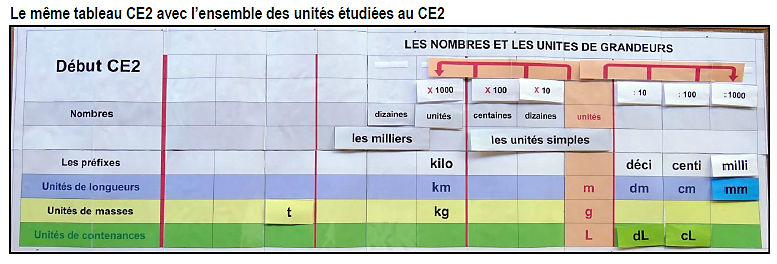 Le même tableau CE2 avec l'ensemble des unités étudiées au CE2
LES NOMBRES ET LES UNITES DE GRANDEURS
Début CE2
X 1000 X 100 X 10 : 10 : 100 : 1000
Nombres dizaines unités centaines dizaines unités
les milliers les unités simples
Les préfixes kilo déci centi milli
Unités de longueurs km m dm cm mm
Unités de masses t kg g
Unités de contenances L dL cL